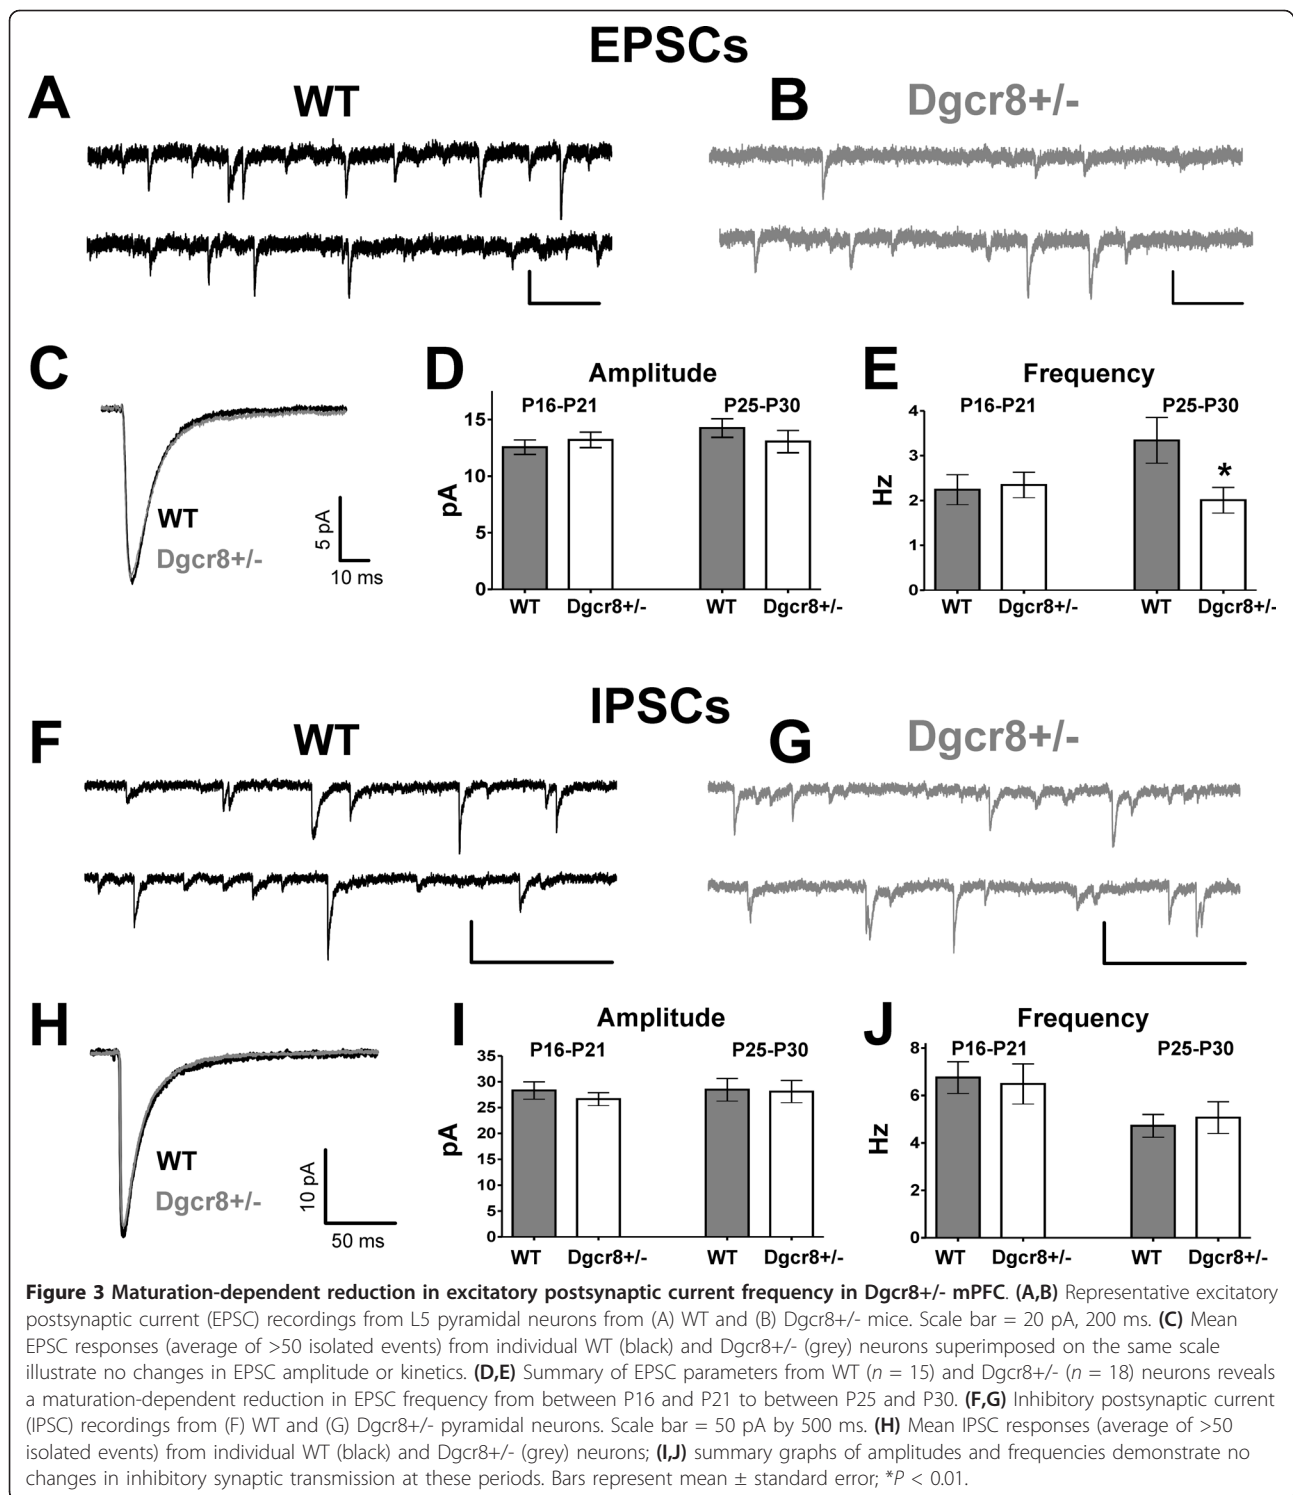 EPSCs
A WT B Dgcr8+/-
C
WT
Dgcr8+/-
5 pA
10 ms
D Amplitude
P16-P21 P25-P30
pA
15
10
5
0
WT Dgcr8+/- WT Dgcr8+/-
E Frequency
P16-P21 P25-P30
Hz
4
3
2
1
0
*
WT Dgcr8+/- WT Dgcr8+/-
IPSCs
F WT G Dgcr8+/-
H
WT
Dgcr8+/-
10 pA
50 ms
I Amplitude
P16-P21 P25-P30
pA
35
30
25
20
15
10
5
0
WT Dgcr8+/- WT Dgcr8+/-
J Frequency
P16-P21 P25-P30
Hz
8
6
4
2
0
WT Dgcr8+/- WT Dgcr8+/-
Figure 3 Maturation-dependent reduction in excitatory postsynaptic current frequency in Dgcr8+/- mPFC. (A,B) Representative excitatory
postsynaptic current (EPSC) recordings from L5 pyramidal neurons from (A) WT and (B) Dgcr8+/- mice. Scale bar = 20 pA, 200 ms. (C) Mean
EPSC responses (average of >50 isolated events) from individual WT (black) and Dgcr8+/- (grey) neurons superimposed on the same scale
illustrate no changes in EPSC amplitude or kinetics. (D,E) Summary of EPSC parameters from WT (n = 15) and Dgcr8+/- (n = 18) neurons reveals
a maturation-dependent reduction in EPSC frequency from between P16 and P21 to between P25 and P30. (F,G) Inhibitory postsynaptic current
(IPSC) recordings from (F) WT and (G) Dgcr8+/- pyramidal neurons. Scale bar = 50 pA by 500 ms. (H) Mean IPSC responses (average of >50
isolated events) from individual WT (black) and Dgcr8+/- (grey) neurons; (I,J) summary graphs of amplitudes and frequencies demonstrate no
changes in inhibitory synaptic transmission at these periods. Bars represent mean ± standard error; *P < 0.01.